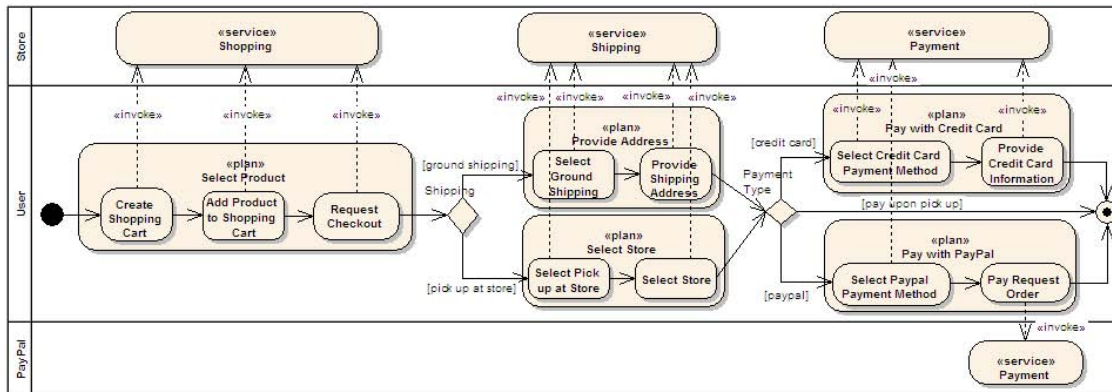 Store
«service»
Shopping
«service»
Shipping
«service»
Payment
«invoke»
«invoke»
«invoke»
«invoke»
«invoke»
«invoke»
«invoke»
«invoke»
«invoke»
«invoke»
User
«plan»
Select Product
Create
Shopping
Cart
Add Product
to Shopping
Cart
Request
Checkout
Shipping
[ground shipping]
[pick up at store]
«plan»
Provide Address
Select
Ground
Shipping
Provide
Shipping
Address
«plan»
Select Store
Select Pick
up at Store
Select Store
Payment
Type
[credit card]
[pay upon pick up]
[paypal]
«plan»
Pay with Credit Card
Select Credit Card
Payment Method
Provide
Credit Card
Information
«plan»
Pay with PayPal
Select Paypal
Payment Method
Pay Request
Order
«invoke»
PayPal
«service»
Payment